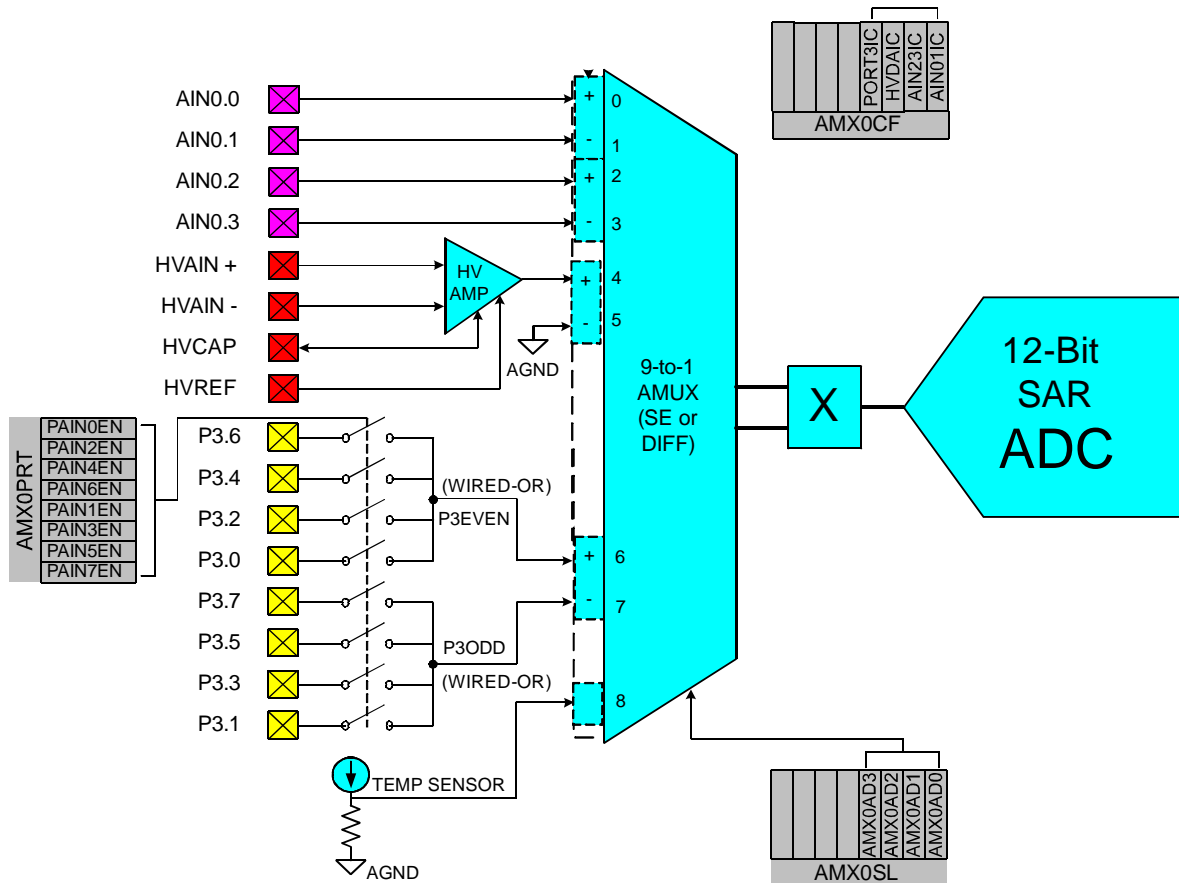 PORT3IC
HVDAIC
AIN23IC
AIN01IC
AMX0CF
AIN0.0
AIN0.1
AIN0.2
AIN0.3
HVAIN +
HVAIN -
HVCAP
HVREF
HV
AMP
AGND
+ 0
- 1
+ 2
- 3
+ 4
- 5
9-to-1
AMUX
(SE or
DIFF)
X
12-Bit
SAR
ADC
AMX0PRT
PAIN0EN
PAIN2EN
PAIN4EN
PAIN6EN
PAIN1EN
PAIN3EN
PAIN5EN
PAIN7EN
P3.6
P3.4
P3.2
P3.0
P3.7
P3.5
P3.3
P3.1
(WIRED-OR)
P3EVEN
P3ODD
(WIRED-OR)
+ 6
- 7
8
TEMP SENSOR
AGND
AMX0AD3
AMX0AD2
AMX0AD1
AMX0AD0
AMX0SL